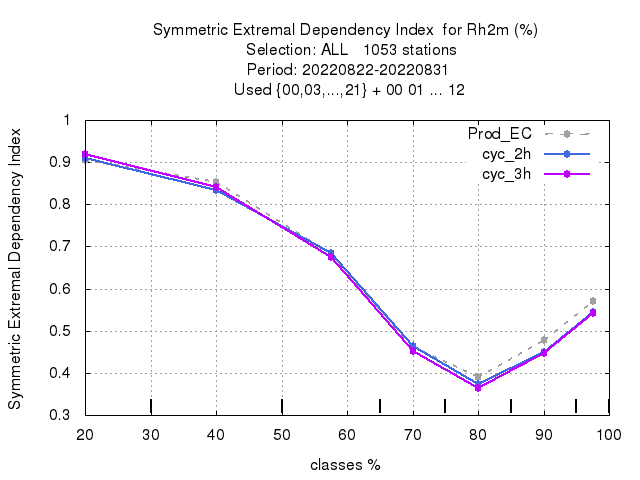 Symmetric Extremal Dependency Index for Rh2m (%)
Selection: ALL 1053 stations
Period: 20220822-20220831
Used {00,03,...,21} + 00 01 ... 12
Prod_EC
cyc_2h
cyc_3h
Symmetric Extremal Dependency Index
1
0.9
0.8
0.7
0.6
0.5
0.4
0.3
20 30 40 50 60 70 80 90 100
classes %